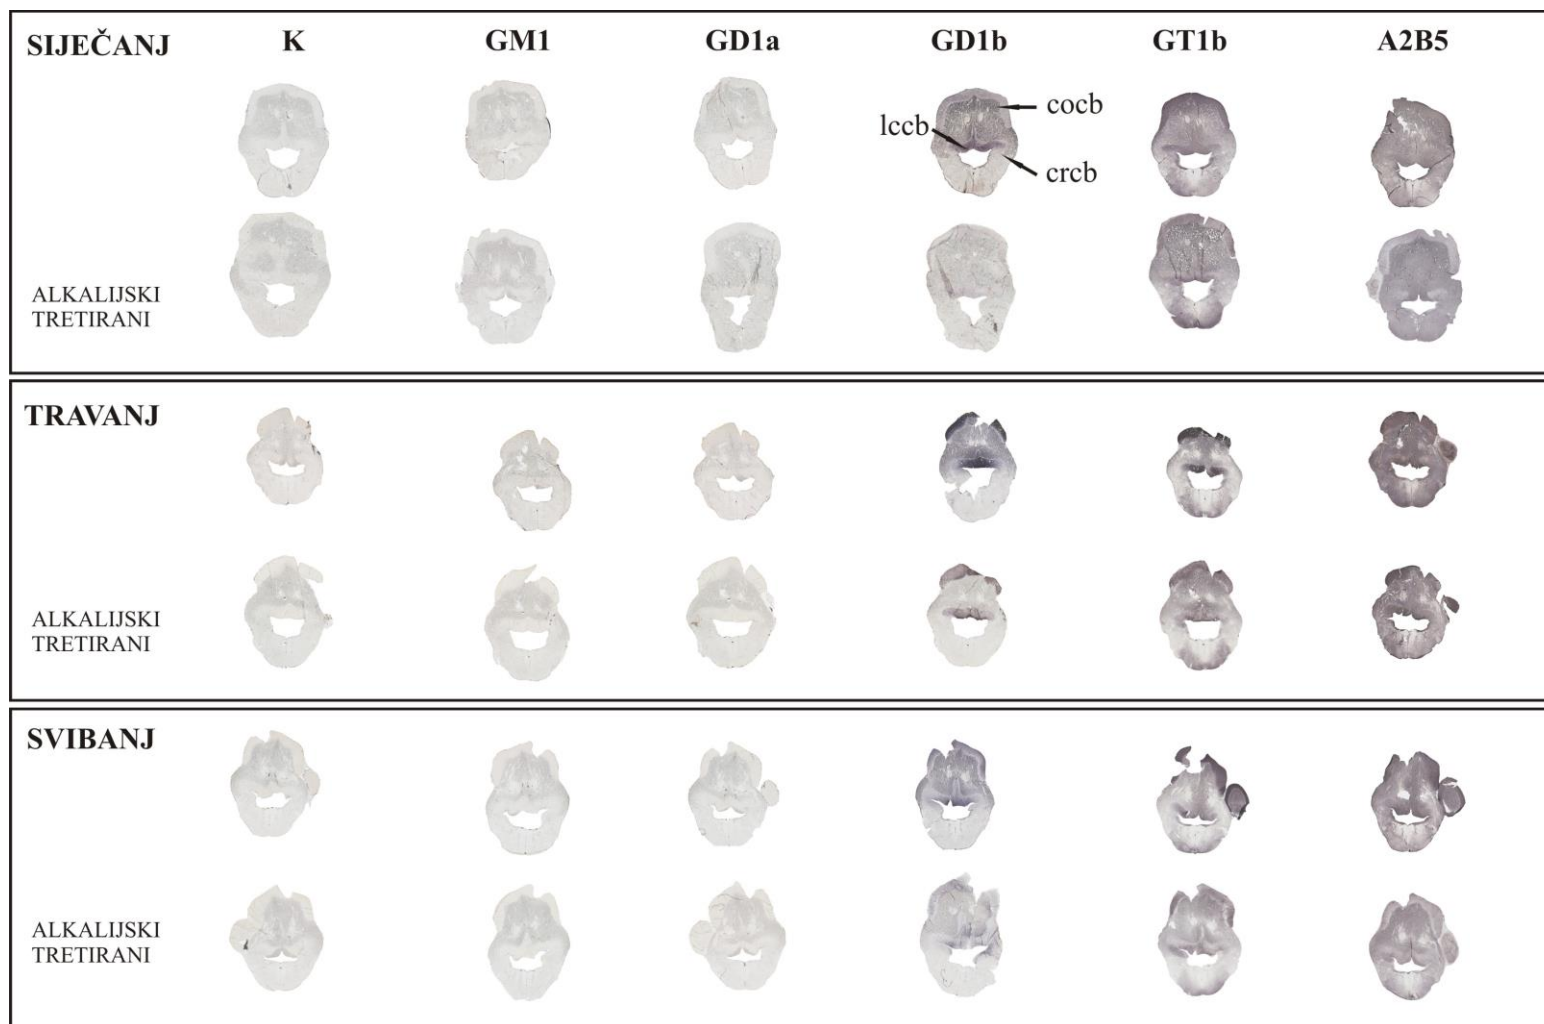 SIJEČANJ K GM1 GD1a GD1b GT1b A2B5
cocb
lccb
crcb
ALKALIJSKI
TRETIRANI
TRAVANJ
ALKALIJSKI
TRETIRANI
SVIBANJ
ALKALIJSKI
TRETIRANI